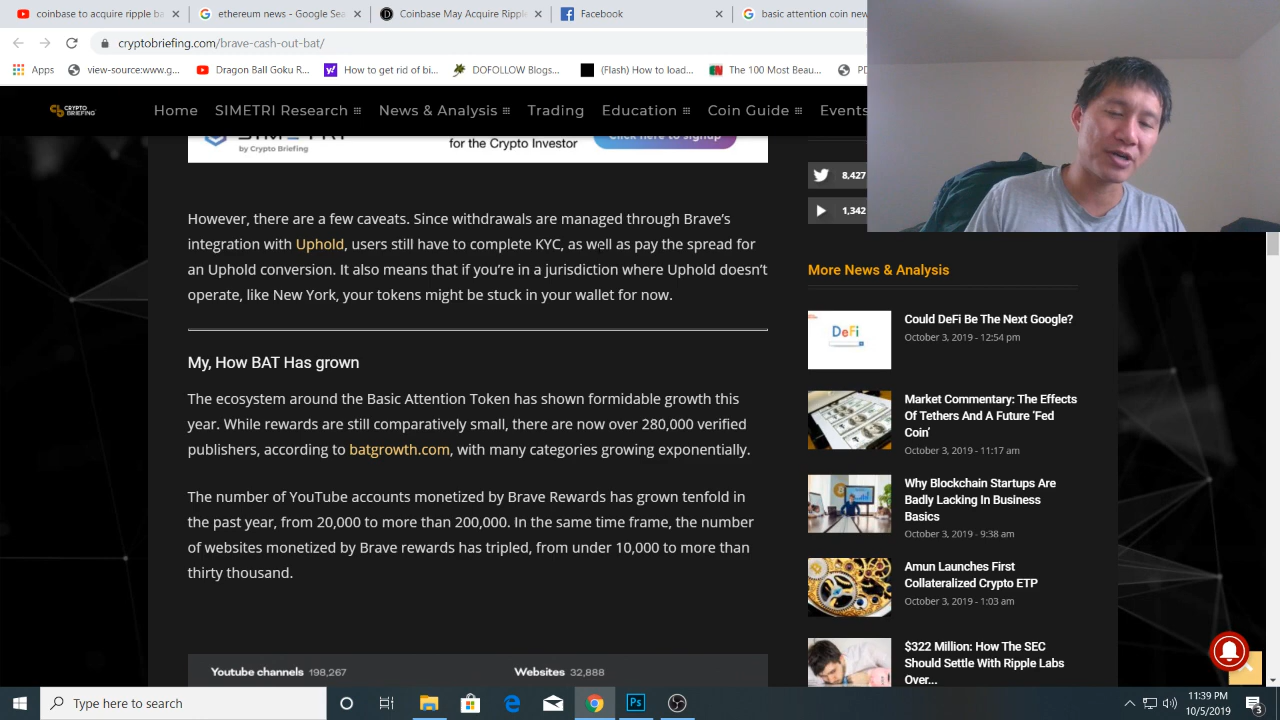 caveats - Google
Facebook
basic attention token
cryptobriefing.com/brave-cash-out-bat/
Apps
view-source:www.g...
Dragon Ball Goku R...
How to get rid of bi...
DOFOLLOW Blogs...
(Flash) How to load...
The 100 Most Beau...
CRYPTO
BRIEFING
Home
SIMETRI Research
News & Analysis
Trading
Education
Coin Guide
Events
by Crypto Briefing
for the Crypto Investor
Click here to signup
8,427
1,342
However, there are a few caveats. Since withdrawals are managed through Brave's
integration with Uphold, users still have to complete KYC, as well as pay the spread for
an Uphold conversion. It also means that if you're in a jurisdiction where Uphold doesn't
operate, like New York, your tokens might be stuck in your wallet for now.
My, How BAT Has grown
The ecosystem around the Basic Attention Token has shown formidable growth this
year. While rewards are still comparatively small, there are now over 280,000 verified
publishers, according to batgrowth.com, with many categories growing exponentially.
The number of YouTube accounts monetized by Brave Rewards has grown tenfold in
the past year, from 20,000 to more than 200,000. In the same time frame, the number
of websites monetized by Brave rewards has tripled, from under 10,000 to more than
thirty thousand.
Youtube channels 198,267
Websites 32,888
More News & Analysis
DeFi
Could DeFi Be The Next Google?
October 3, 2019 - 12:54 pm
Market Commentary: The Effects
Of Tethers And A Future 'Fed
Coin'
October 3, 2019 - 11:17 am
Why Blockchain Startups Are
Badly Lacking In Business
Basics
October 3, 2019 - 9:38 am
Amun Launches First
Collateralized Crypto ETP
October 3, 2019 - 1:03 am
$322 Million: How The SEC
Should Settle With Ripple Labs
Over...
Type here to search
Ps
11:39 PM
10/5/2019
3